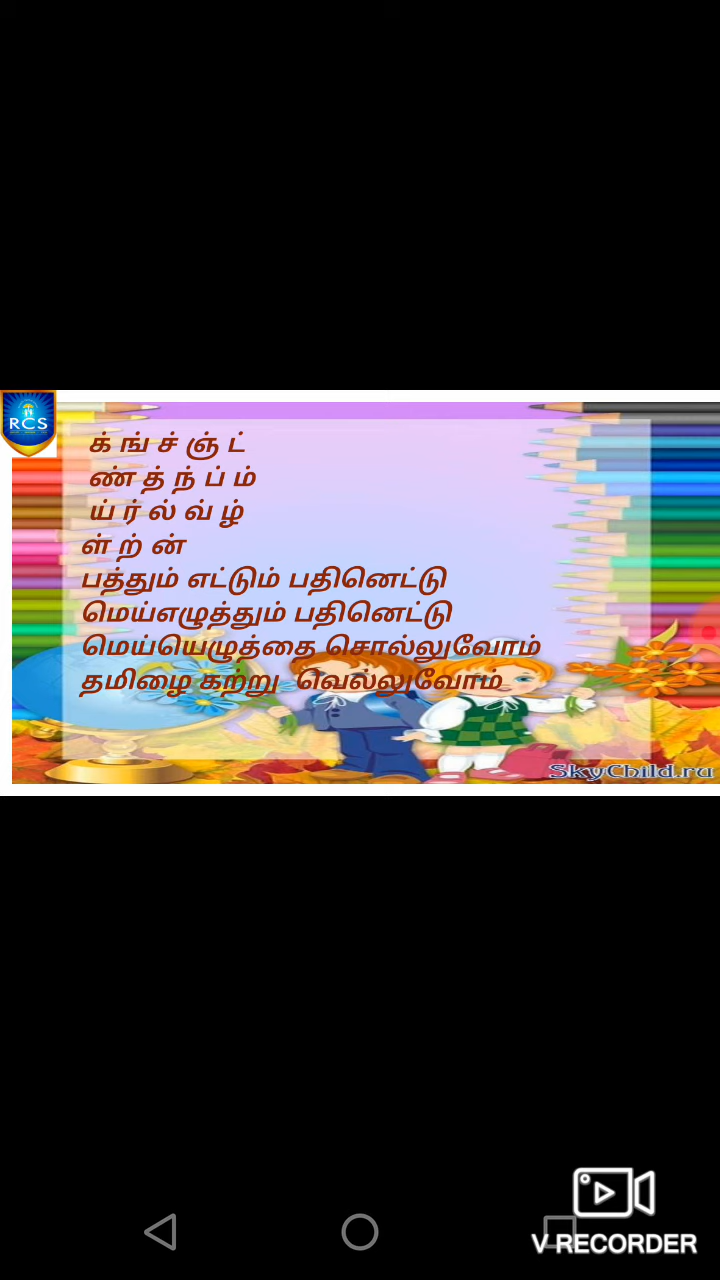 RCS
க் ங் ச் ஞ் ட்
ண் த் ந் ப் ம்
ய் ர் ல் வ் ழ்
ள் ற் ன்
பத்தும் எட்டும் பதினெட்டு
மெய்எழுத்தும் பதினெட்டு
மெய்யெழுத்தை சொல்லுவோம்
தமிழை கற்று வெல்லுவோம்
SkyChild.ru
V RECORDER